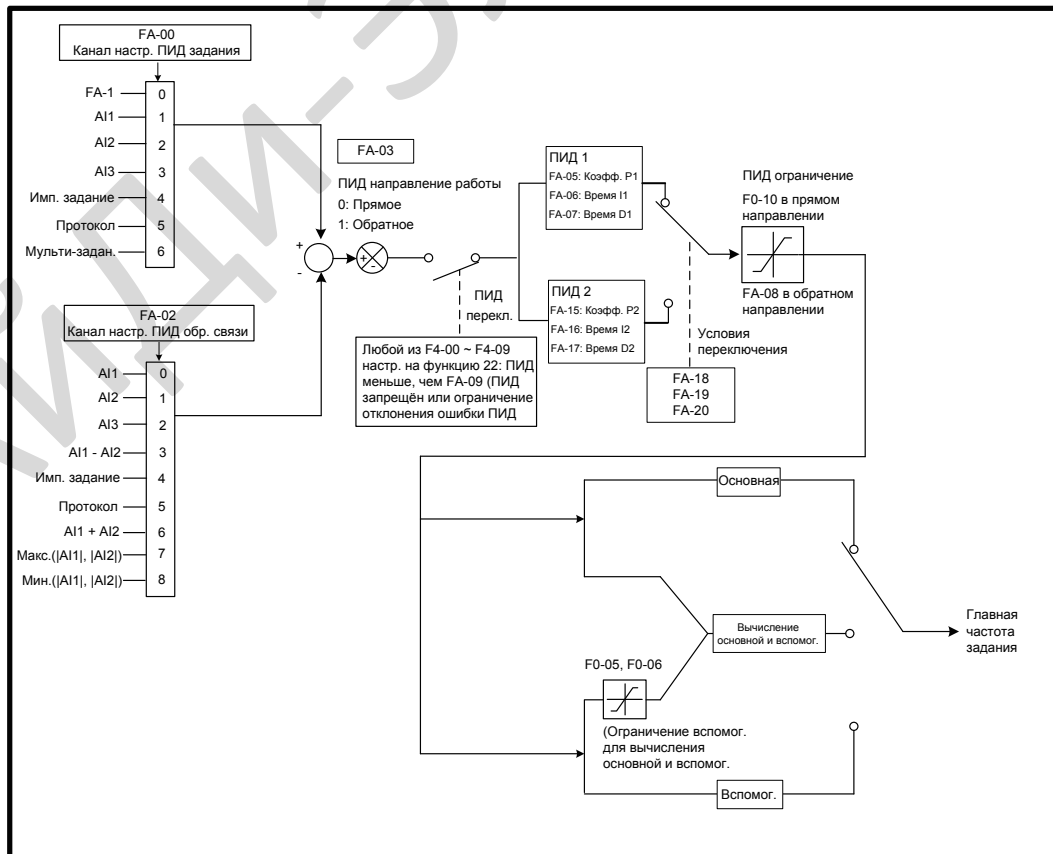 FA-00
Канал настр. ПИД задания
FA-1
0
AI1
1
AI2
2
AI3
3
Имп. задание
4
Протокол
5
Мульти-задан.
6
FA-02
Канал настр. ПИД обр. связи
AI1
0
AI2
1
AI3
2
AI1 - AI2
3
Имп. задание
4
Протокол
5
AI1 + AI2
6
Макс.(|AI1|, |AI2|)
7
Мин.(|AI1|, |AI2|)
8
+
-
FA-03
ПИД направление работы
0: Прямое
1: Обратное
+
-
ПИД
перекл.
Любой из F4-00 ~ F4-09
настр. на функцию 22: ПИД
меньше, чем FA-09 (ПИД
запрещён или ограничение
отклонения ошибки ПИД
ПИД 1
FA-05: Коэфф. P1
FA-06: Время I1
FA-07: Время D1
ПИД 2
FA-15: Коэфф. P2
FA-16: Время I2
FA-17: Время D2
Условия
переключения
FA-18
FA-19
FA-20
ПИД ограничение
F0-10 в прямом
направлении
FA-08 в обратном
направлении
Основная
Вычисление
основной и вспомог.
F0-05, F0-06
(Ограничение вспомог.
для вычисления
основной и вспомог.
Вспомог.
Главная
частота
задания